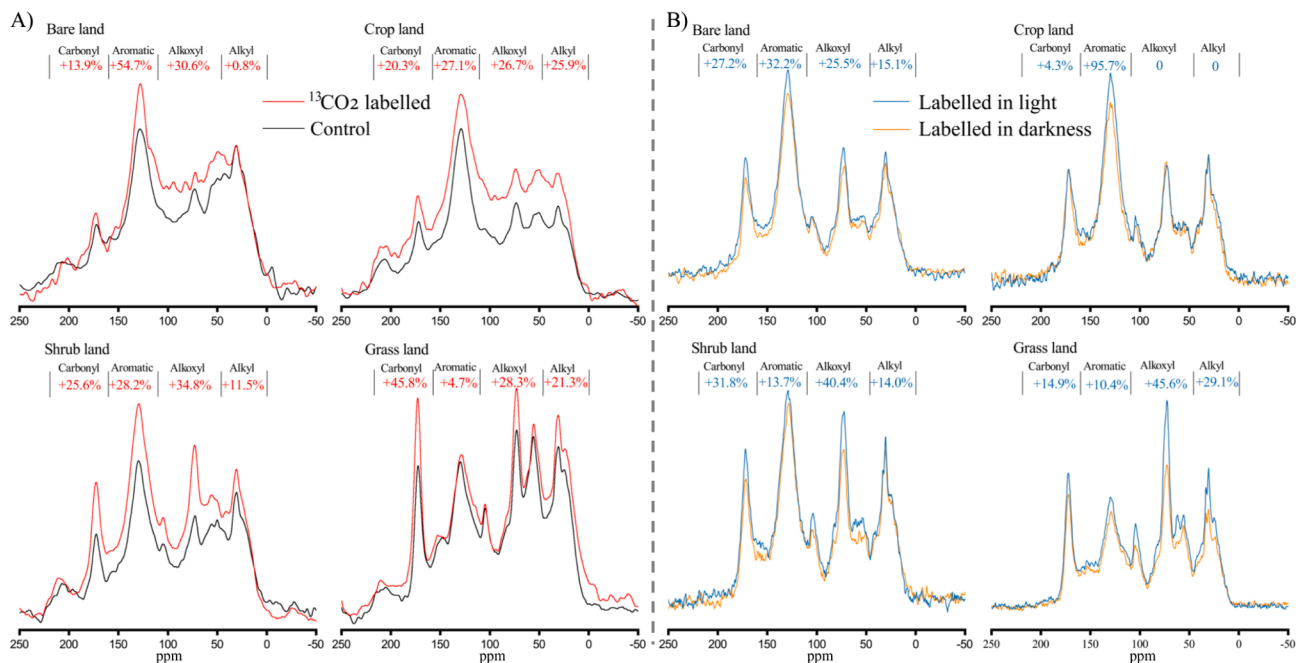 A)
B)
Bare land
Carbonyl Aromatic Alkoxyl Alkyl
+13.9% +54.7% +30.6% +0.8%
Crop land
Carbonyl Aromatic Alkoxyl Alkyl
+20.3% +27.1% +26.7% +25.9%
¹³CO₂ labelled
Control
250 200 150 100 50 0 -50
250 200 150 100 50 0 -50
Shrub land
Carbonyl Aromatic Alkoxyl Alkyl
+25.6% +28.2% +34.8% +11.5%
Grass land
Carbonyl Aromatic Alkoxyl Alkyl
+45.8% +4.7% +28.3% +21.3%
250 200 150 100 50 0 -50
ppm
250 200 150 100 50 0 -50
ppm
Bare land
Carbonyl Aromatic Alkoxyl Alkyl
+27.2% +32.2% +25.5% +15.1%
Crop land
Carbonyl Aromatic Alkoxyl Alkyl
+4.3% +95.7% 0 0
Labelled in light
Labelled in darkness
250 200 150 100 50 0 -50
250 200 150 100 50 0 -50
Shrub land
Carbonyl Aromatic Alkoxyl Alkyl
+31.8% +13.7% +40.4% +14.0%
Grass land
Carbonyl Aromatic Alkoxyl Alkyl
+14.9% +10.4% +45.6% +29.1%
250 200 150 100 50 0 -50
ppm
250 200 150 100 50 0 -50
ppm